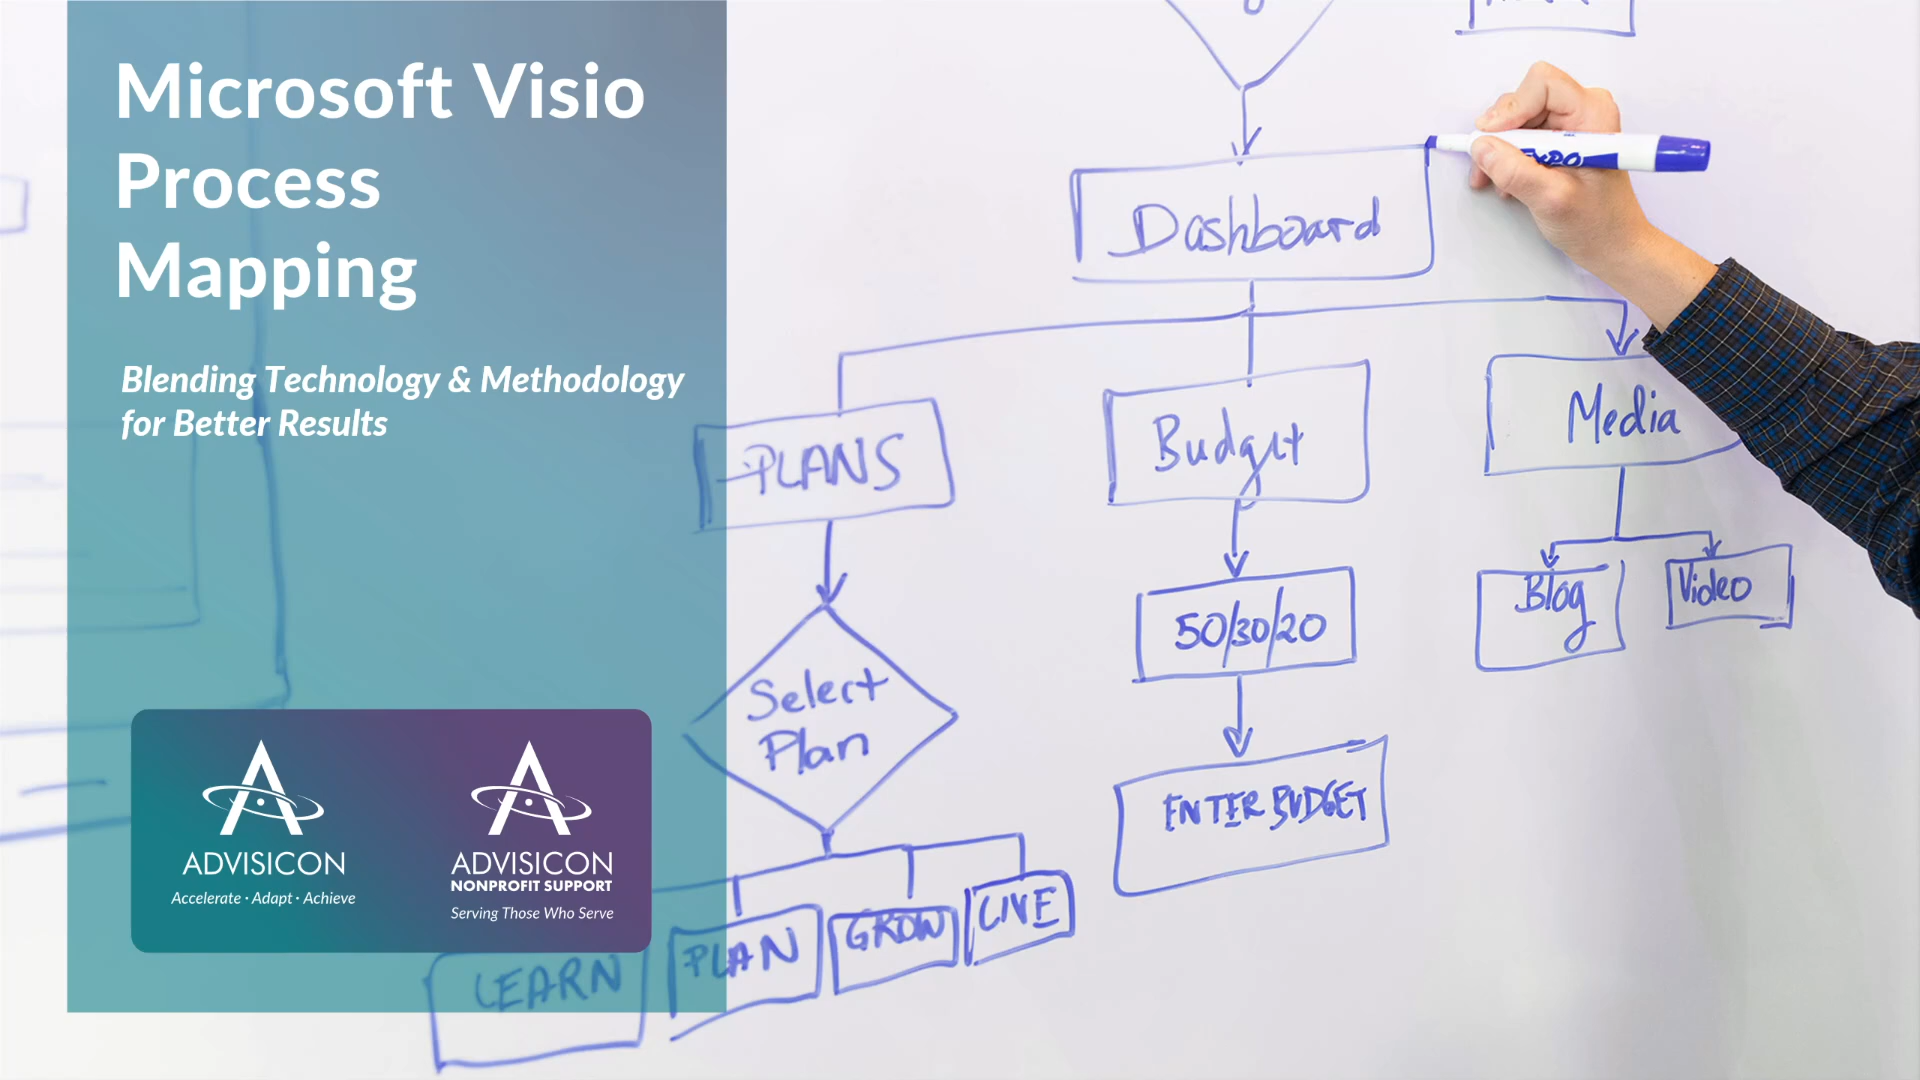 Microsoft Visio
Process
Mapping
Blending Technology & Methodology
for Better Results
ADVISICON
Accelerate · Adapt · Achieve
ADVISICON
NONPROFIT SUPPORT
Serving Those Who Serve
EXPO
Dashboard
PLANS
Budget
Media
50/30/20
Blog
Video
Select
Plan
ENTER BUDGET
LEARN
PLAN
GROW
LIVE